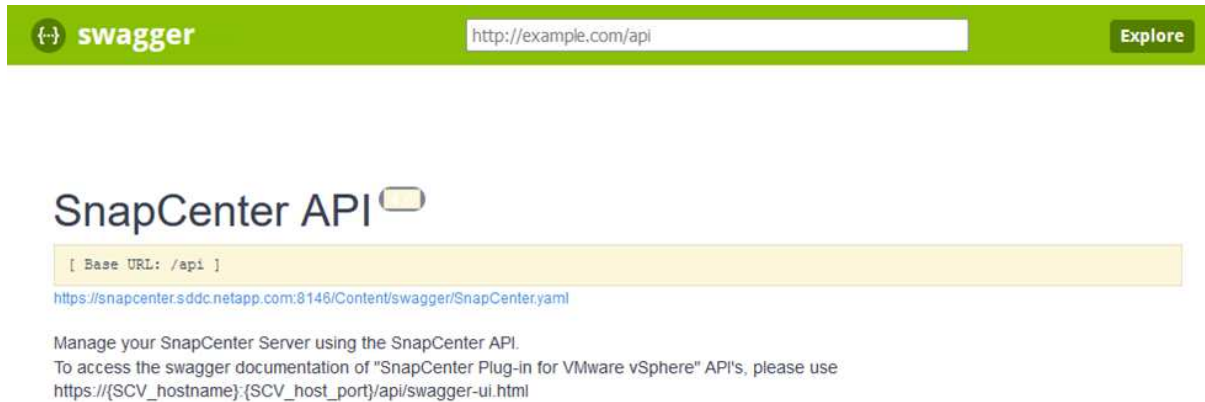 {···} swagger
http://example.com/api
Explore
SnapCenter API
[ Base URL: /api ]
https://snapcenter.sddc.netapp.com:8146/Content/swagger/SnapCenter.yaml
Manage your SnapCenter Server using the SnapCenter API.
To access the swagger documentation of "SnapCenter Plug-in for VMware vSphere" API's, please use
https://{SCV_hostname}:{SCV_host_port}/api/swagger-ui.html